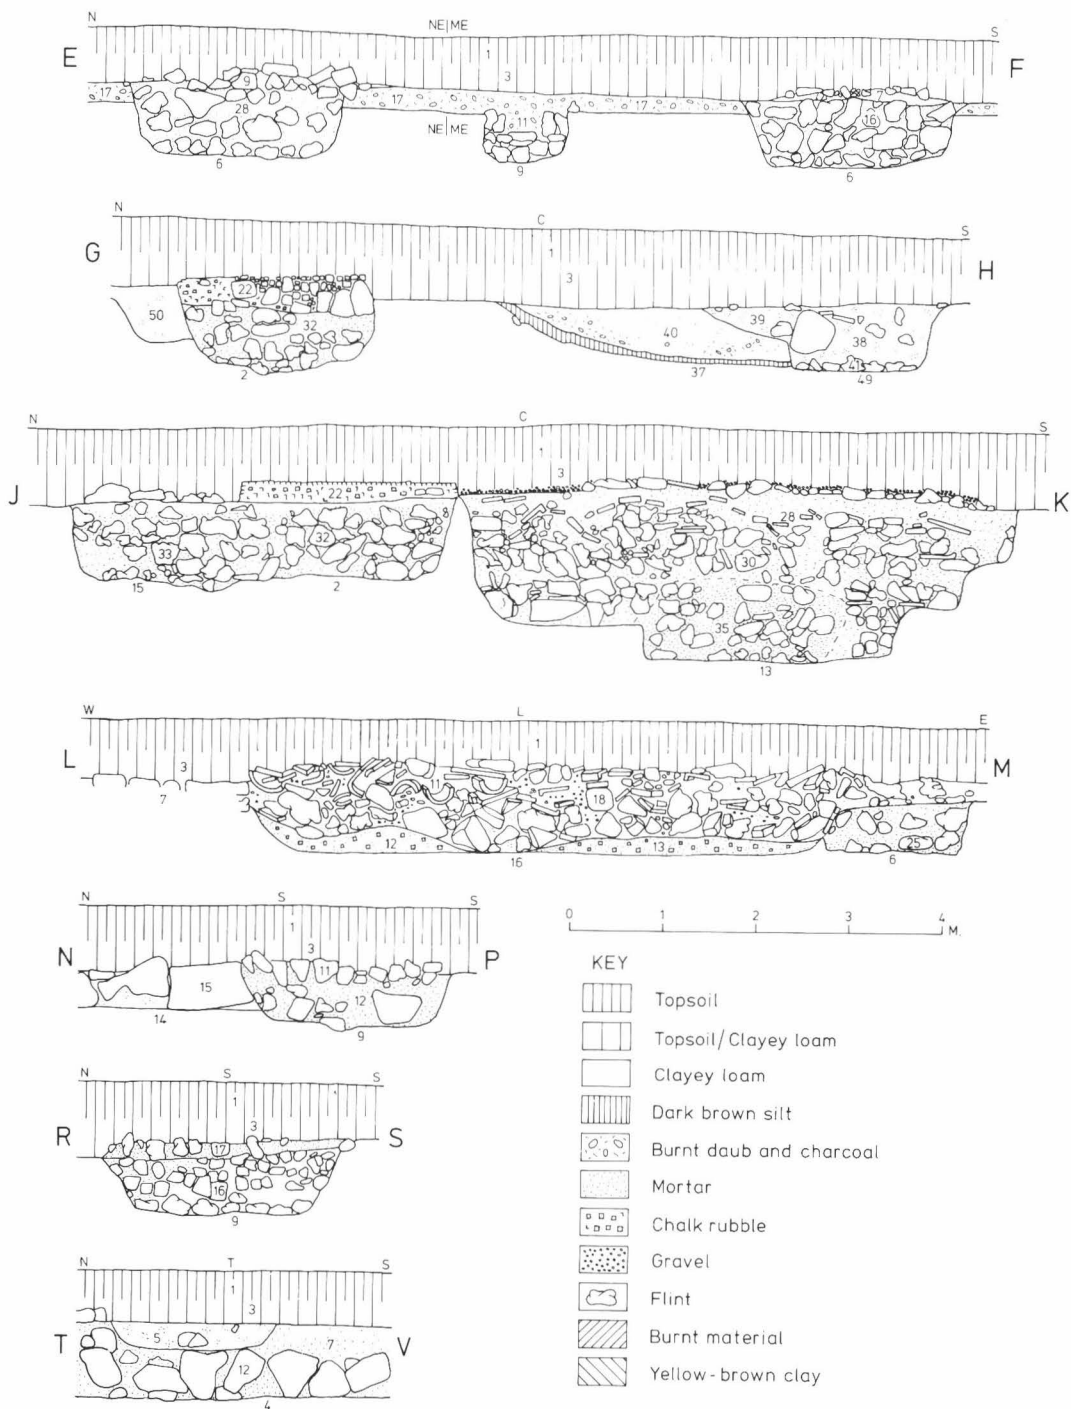 N NE|ME S
E 1 F
3
9 7
17 28 17 11 17 16
NE|ME
6 9 6
N C S
G 1 H
3
22
50 32 40 39 38
41
2 37 49
N C S
J 1 K
3
22
8 28
33 32 30
15 2 35
13
W L E
L 1 M
3
7 11 18
12 13 25
16 6
N S S
N 1 P
3
15 11
12
14 9
N S S
R 1 S
3
17
16
9
N T S
T 1 V
3
5 7
12
4
0 1 2 3 4 M.
KEY
Topsoil
Topsoil/Clayey loam
Clayey loam
Dark brown silt
Burnt daub and charcoal
Mortar
Chalk rubble
Gravel
Flint
Burnt material
Yellow-brown clay